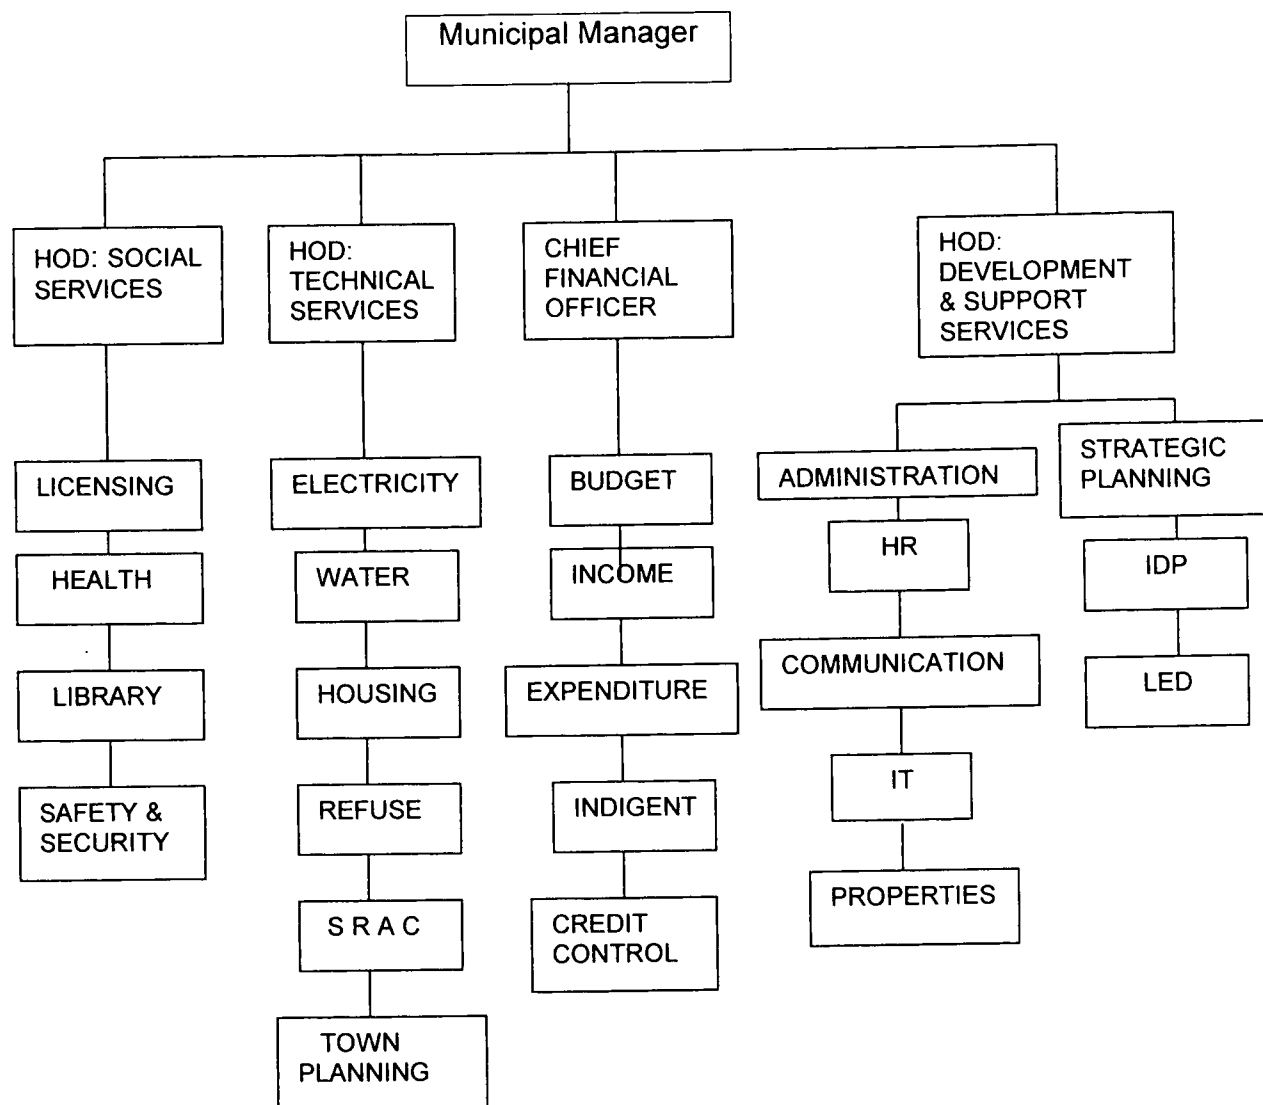 Municipal Manager
HOD: SOCIAL
SERVICES
HOD:
TECHNICAL
SERVICES
CHIEF
FINANCIAL
OFFICER
HOD:
DEVELOPMENT
& SUPPORT
SERVICES
LICENSING
HEALTH
LIBRARY
SAFETY &
SECURITY
ELECTRICITY
WATER
HOUSING
REFUSE
S R A C
TOWN
PLANNING
BUDGET
INCOME
EXPENDITURE
INDIGENT
CREDIT
CONTROL
ADMINISTRATION
HR
COMMUNICATION
IT
PROPERTIES
STRATEGIC
PLANNING
IDP
LED